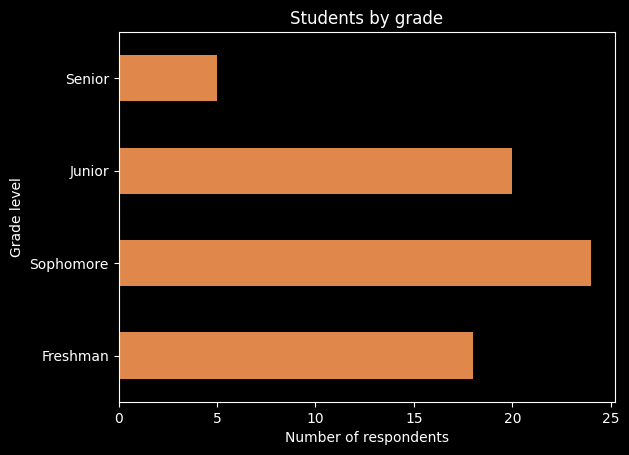 Students by grade
Grade level
Senior
Junior
Sophomore
Freshman
0 5 10 15 20 25
Number of respondents